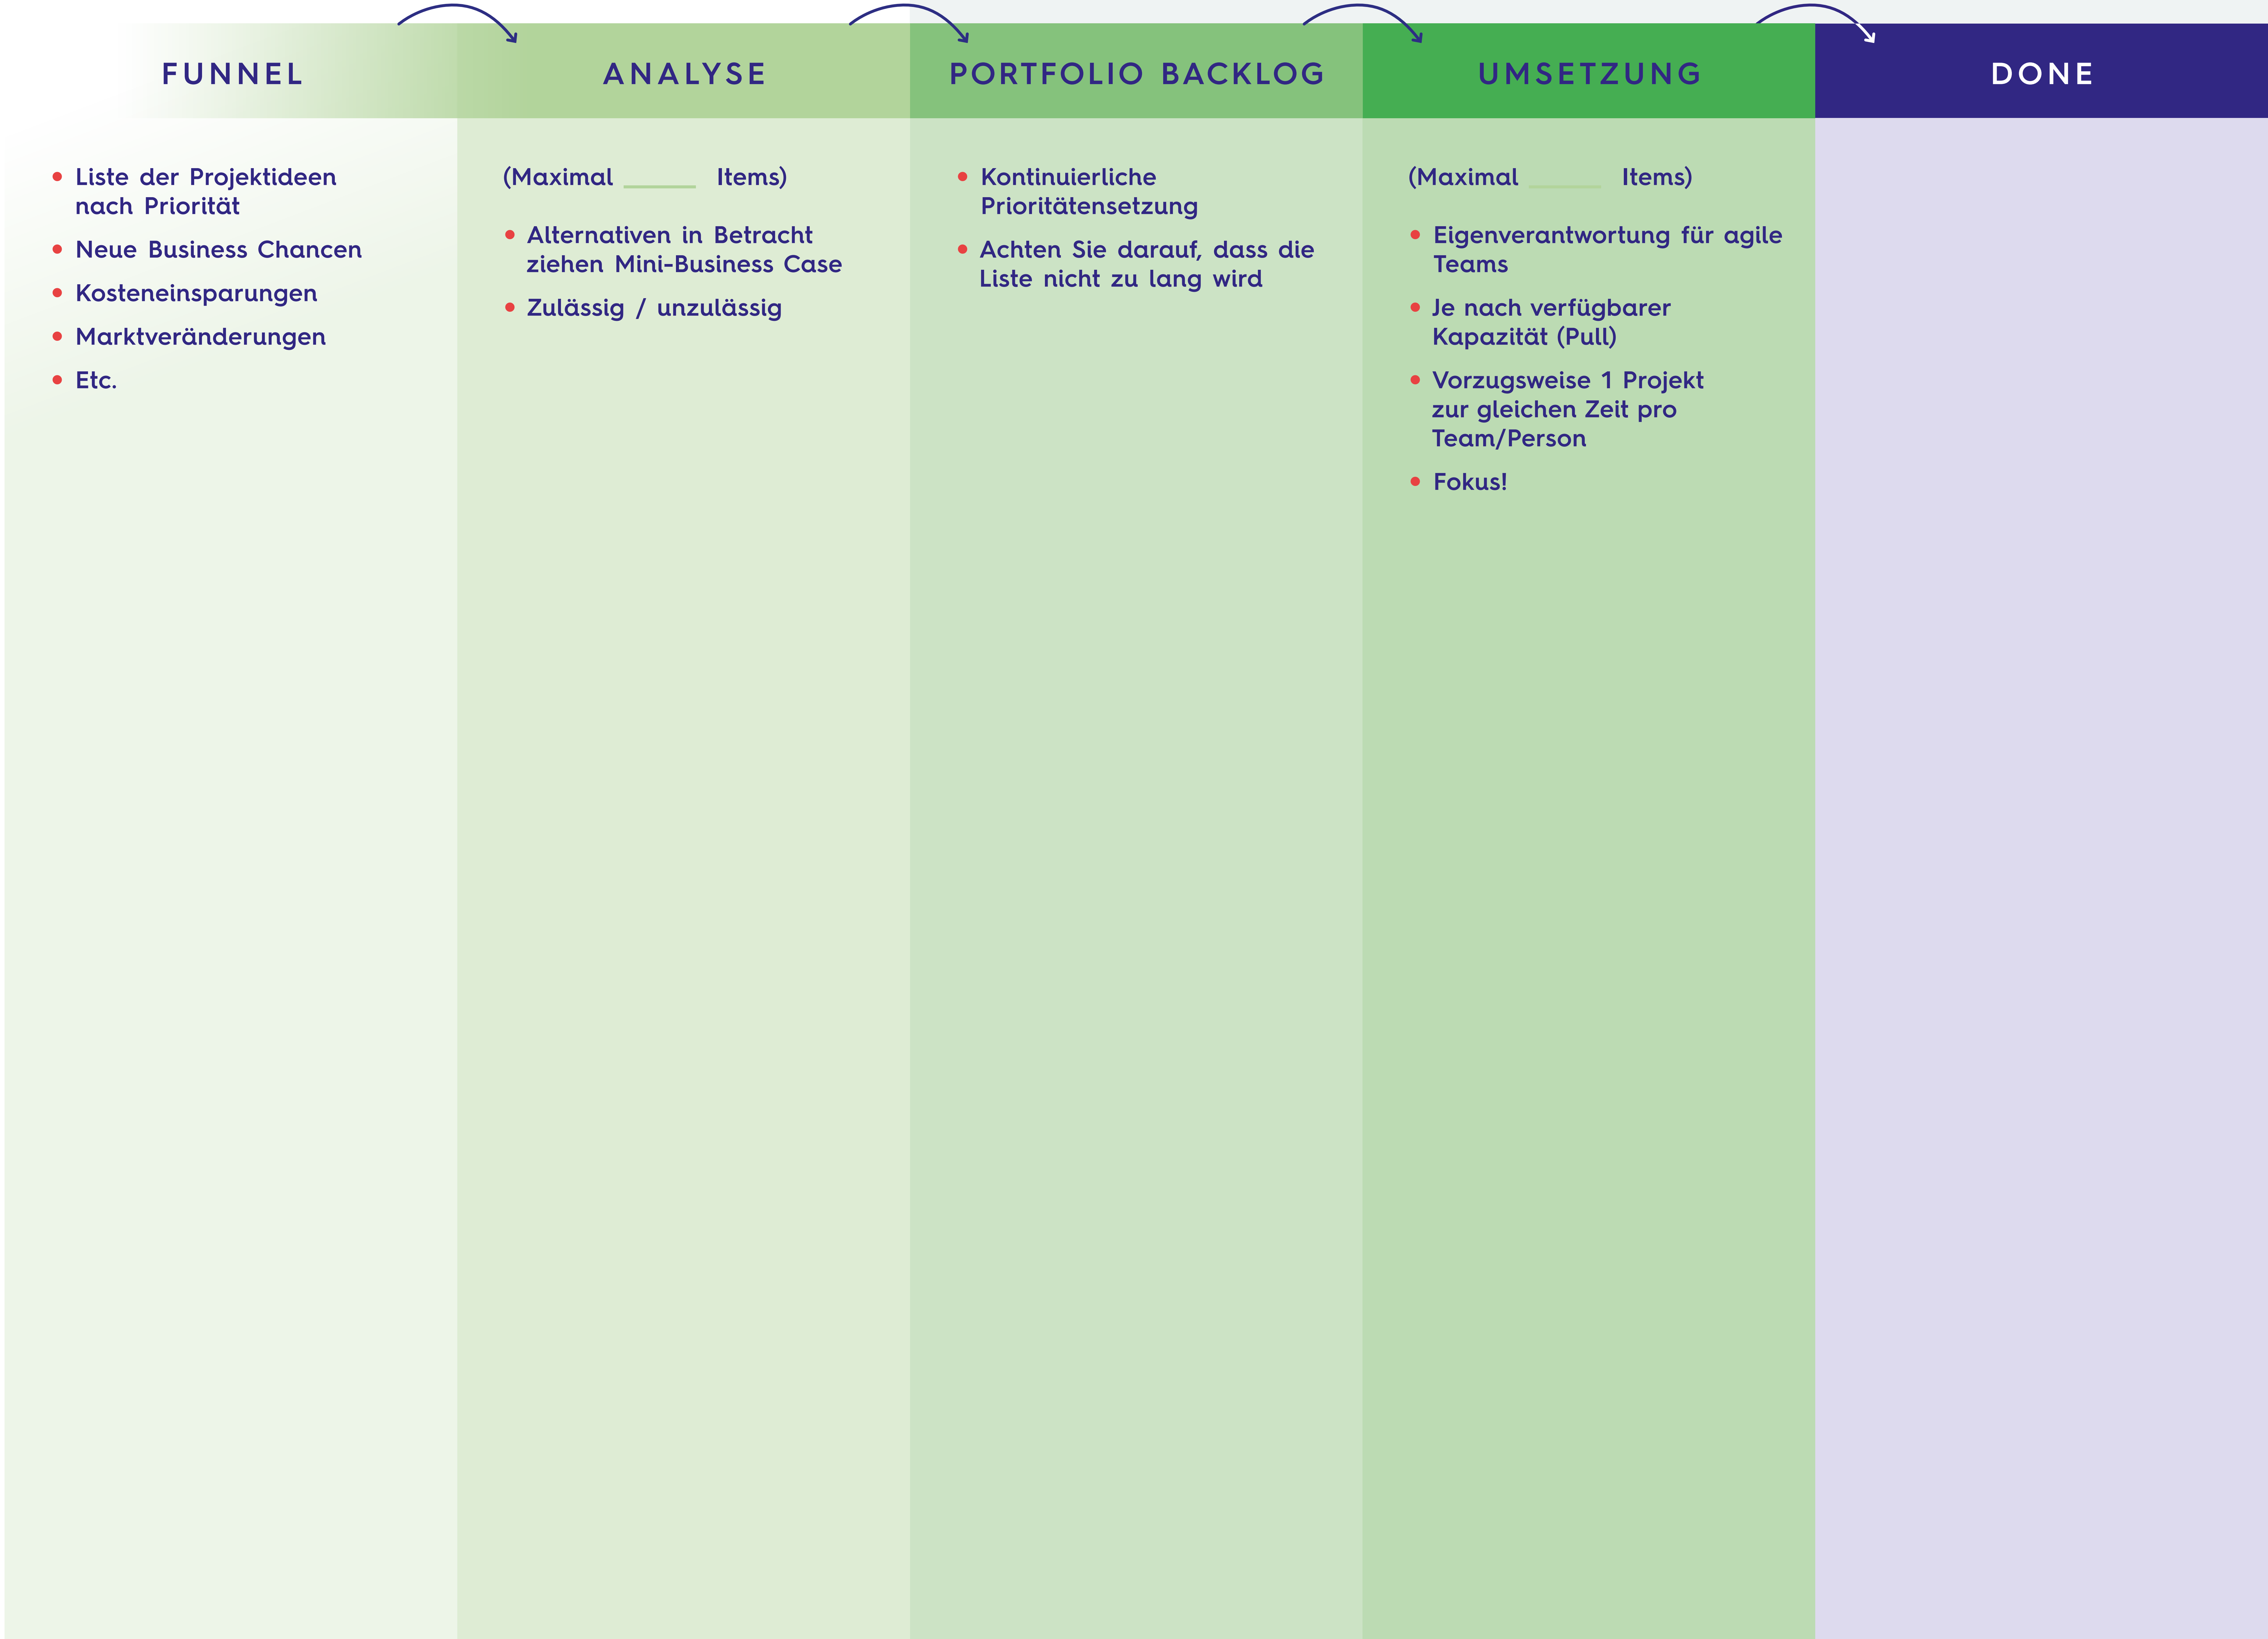 FUNNEL
ANALYSE
PORTFOLIO BACKLOG
UMSETZUNG
DONE
• Liste der Projektideen
nach Priorität
• Neue Business Chancen
• Kosteneinsparungen
• Marktveränderungen
• Etc.
(Maximal ______ Items)
• Alternativen in Betracht
ziehen Mini-Business Case
• Zulässig / unzulässig
• Kontinuierliche
Prioritätensetzung
• Achten Sie darauf, dass die
Liste nicht zu lang wird
(Maximal ______ Items)
• Eigenverantwortung für agile
Teams
• Je nach verfügbarer
Kapazität (Pull)
• Vorzugsweise 1 Projekt
zur gleichen Zeit pro
Team/Person
• Fokus!